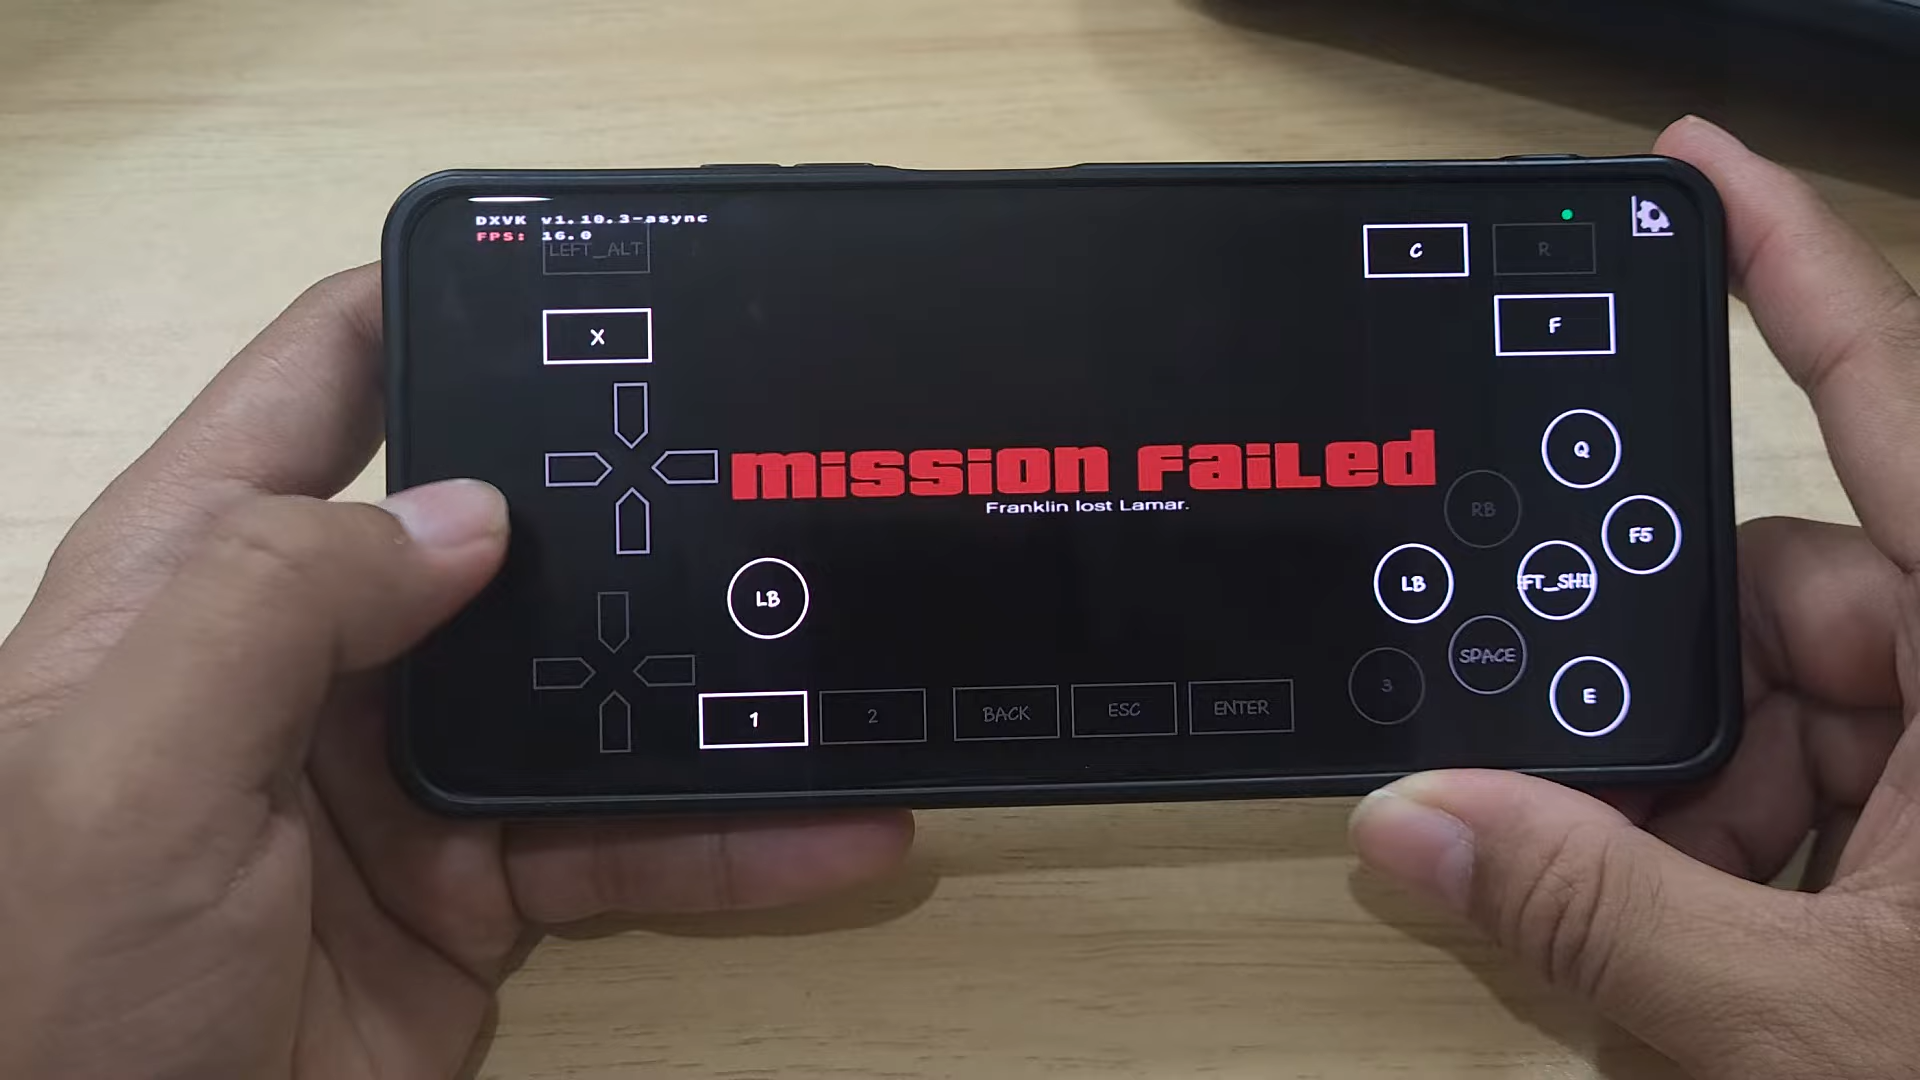 DXVK v1.10.3-async
FPS: 16.0
LEFT_ALT
C
R
X
F
Q
mission failed
Franklin lost Lamar.
RB
F5
LB
LB
FT_SHI
SPACE
3
E
1
2
BACK
ESC
ENTER